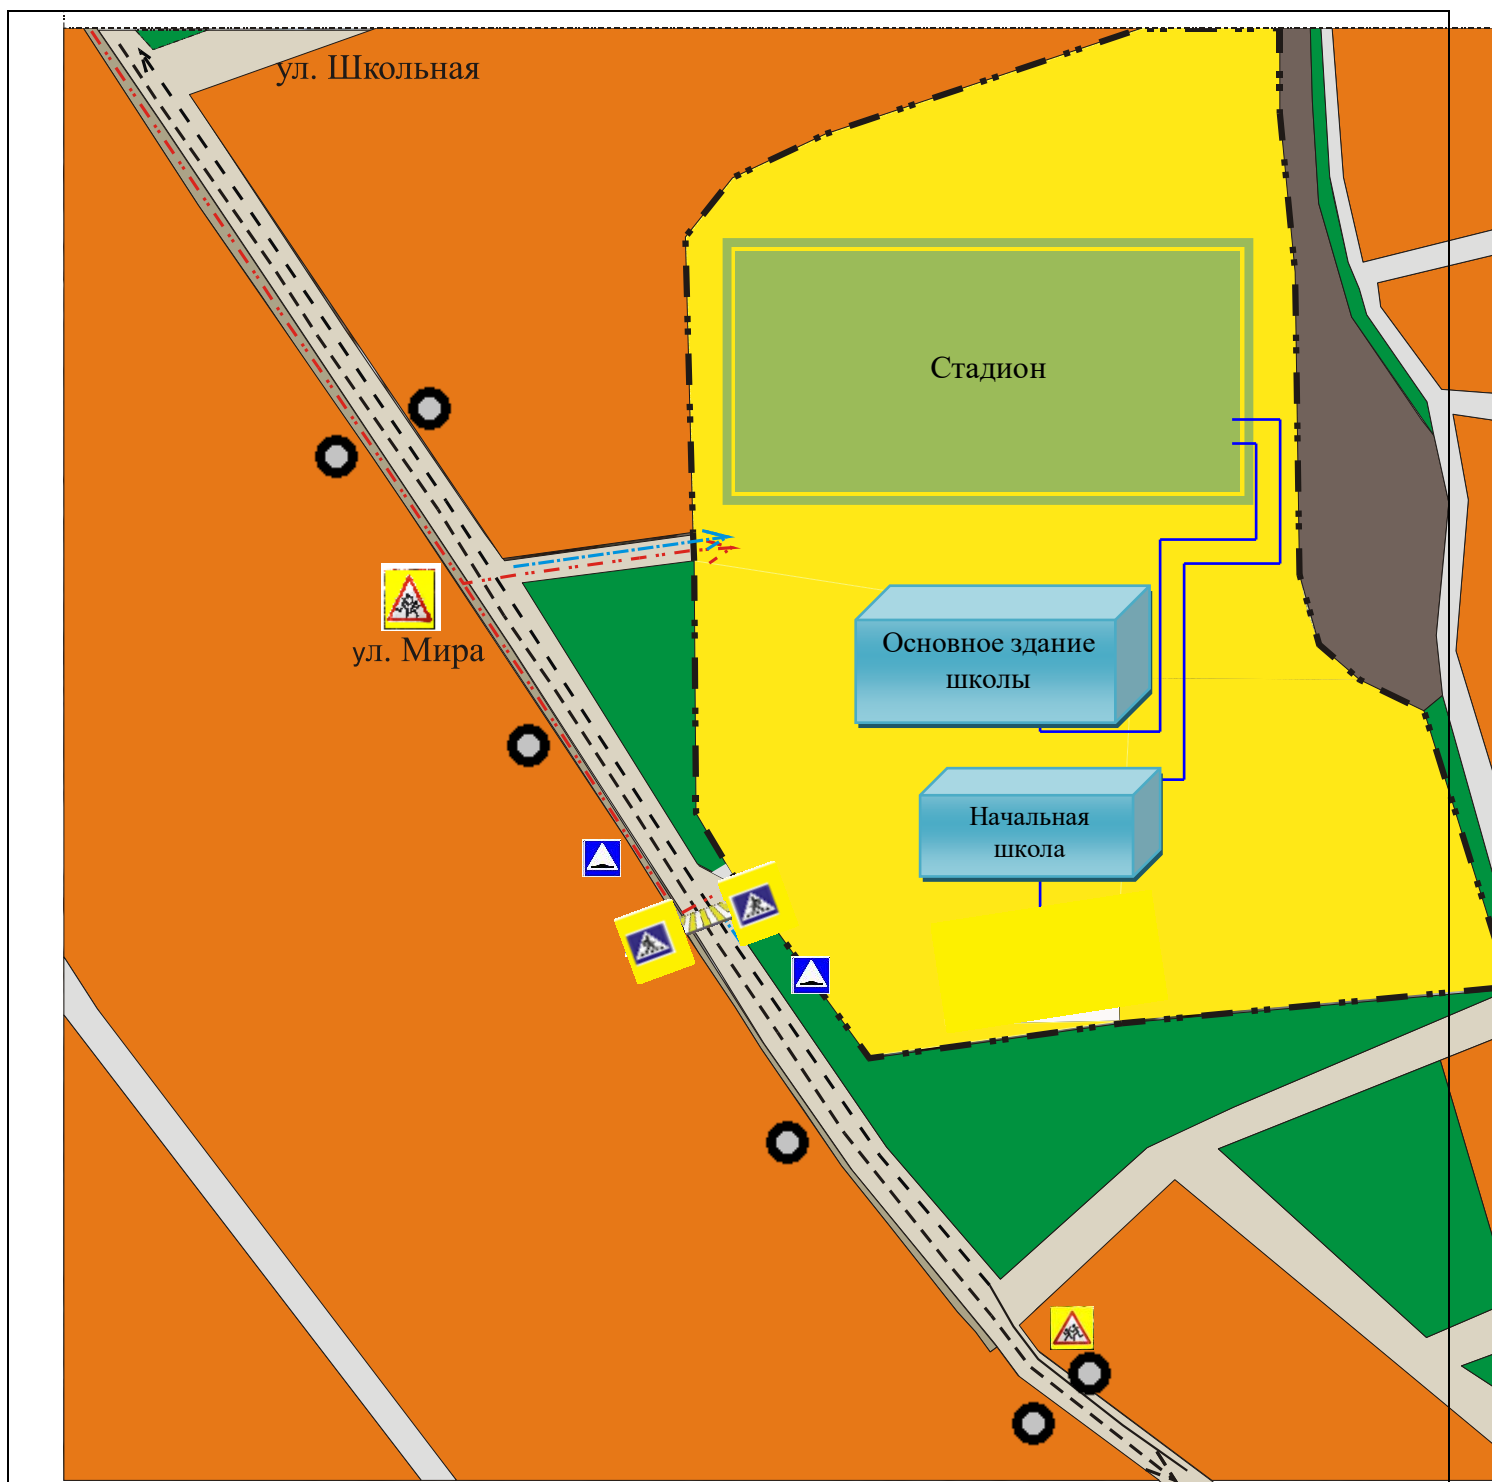 ул. Школьная
Стадион
Основное здание
школы
ул. Мира
Начальная
школа